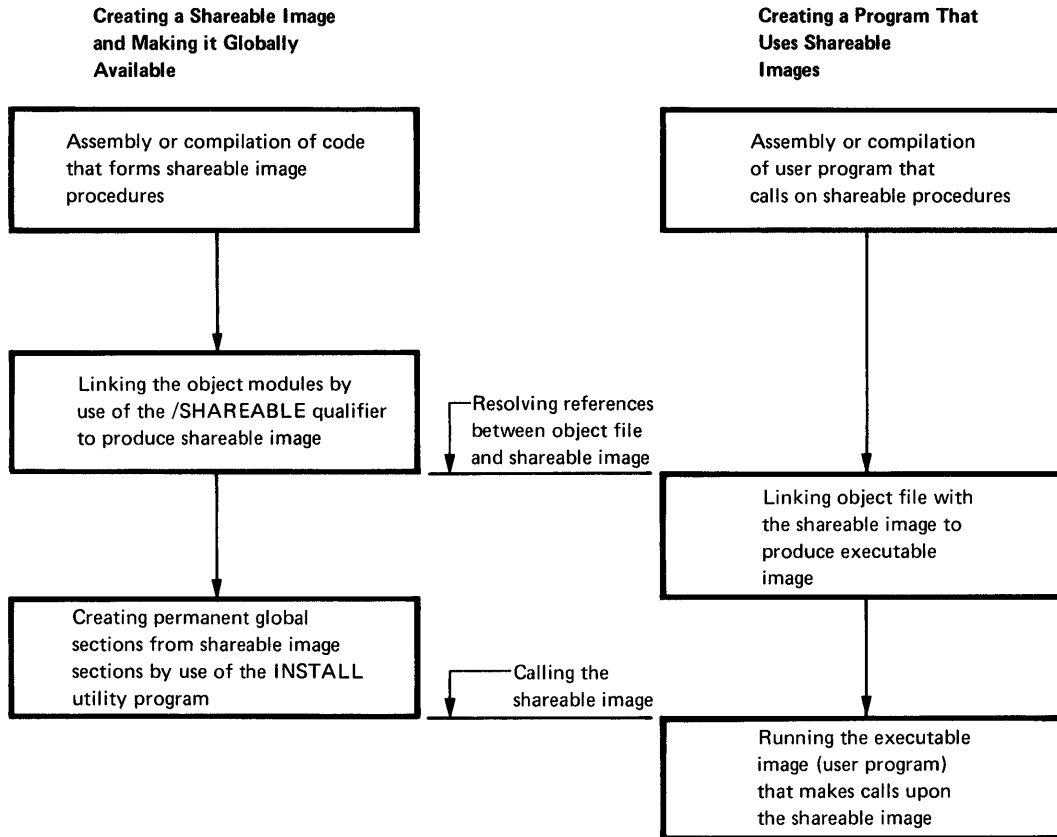 Creating a Shareable Image
and Making it Globally
Available
Assembly or compilation of code
that forms shareable image
procedures
Linking the object modules by
use of the /SHAREABLE qualifier
to produce shareable image
Creating permanent global
sections from shareable image
sections by use of the INSTALL
utility program
Resolving references
between object file
and shareable image
Calling the
shareable image
Creating a Program That
Uses Shareable
Images
Assembly or compilation
of user program that
calls on shareable procedures
Linking object file with
the shareable image to
produce executable
image
Running the executable
image (user program)
that makes calls upon
the shareable image